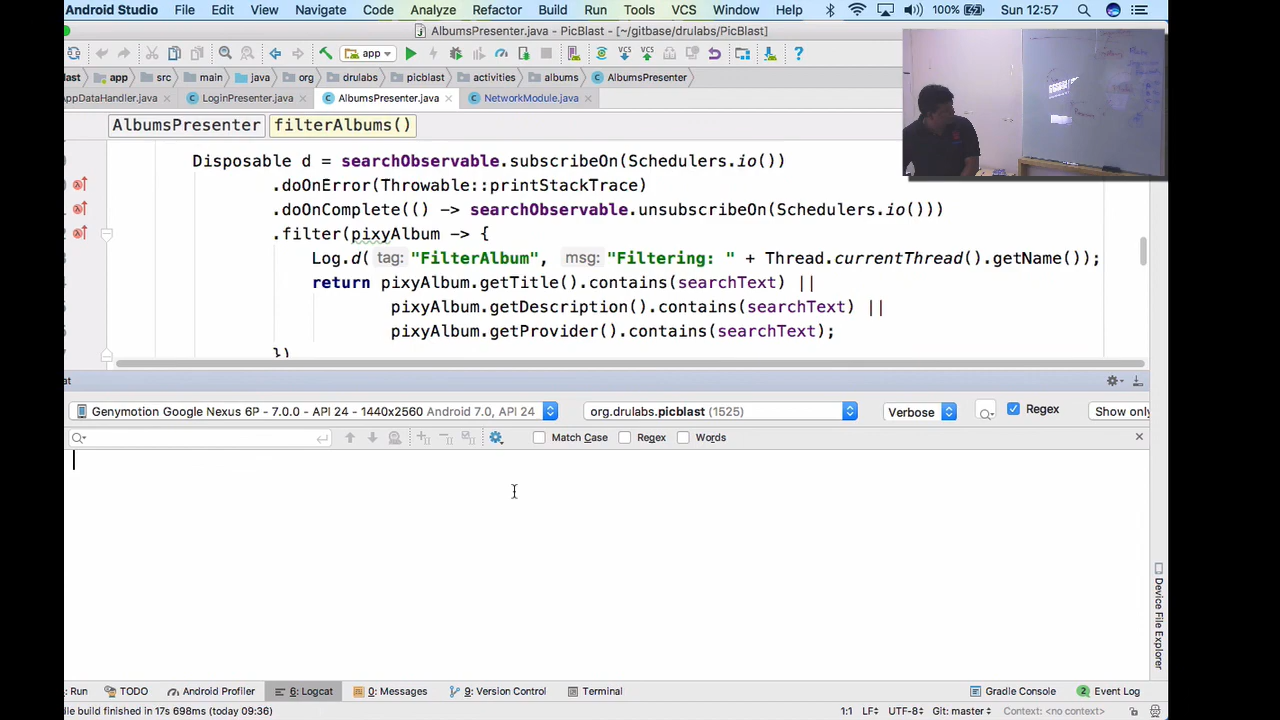 Android Studio File Edit View Navigate Code Analyze Refactor Build Run Tools VCS Window Help 100% Sun 12:57
AlbumsPresenter.java - PicBlast - [~/gitbase/drulabs/PicBlast]
app
last app src main java org drulabs picblast activities albums AlbumsPresenter
AppDataHandler.java LoginPresenter.java AlbumsPresenter.java NetworkModule.java
AlbumsPresenter filterAlbums()
Disposable d = searchObservable.subscribeOn(Schedulers.io())
.doOnError(Throwable::printStackTrace)
.doOnComplete(() -> searchObservable.unsubscribeOn(Schedulers.io()))
.filter(pixyAlbum -> {
Log.d( tag: "FilterAlbum", msg: "Filtering: " + Thread.currentThread().getName());
return pixyAlbum.getTitle().contains(searchText) ||
pixyAlbum.getDescription().contains(searchText) ||
pixyAlbum.getProvider().contains(searchText);
})
at
Genymotion Google Nexus 6P - 7.0.0 - API 24 - 1440x2560 Android 7.0, API 24 org.drulabs.picblast (1525) Verbose Regex Show only
Match Case Regex Words
Device File Explorer
: Run TODO Android Profiler 6: Logcat 0: Messages 9: Version Control Terminal Gradle Console 2 Event Log
dle build finished in 17s 698ms (today 09:36) 1:1 LF UTF-8 Git: master Context: <no context>